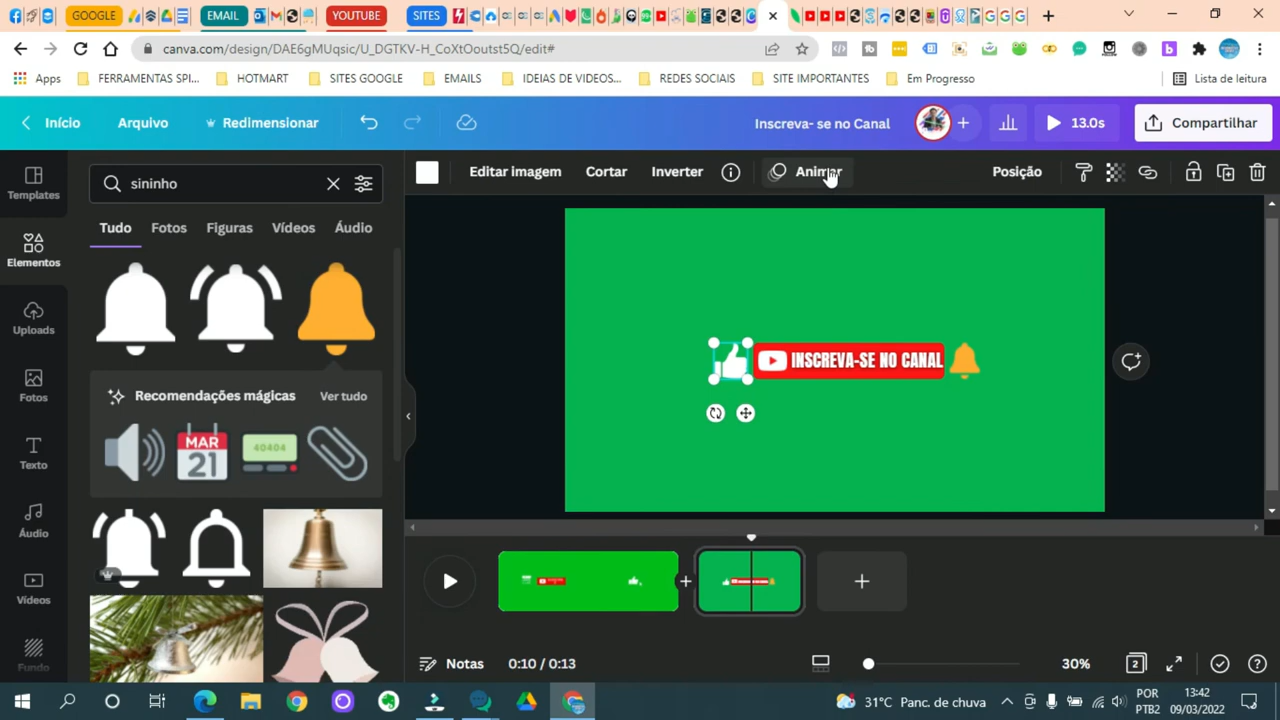 GOOGLE
EMAIL
YOUTUBE
SITES
canva.com/design/DAE6gMUqsic/U_DGTKV-H_CoXtOoutst5Q/edit#
Apps
FERRAMENTAS SPI...
HOTMART
SITES GOOGLE
EMAILS
IDEIAS DE VIDEOS...
REDES SOCIAIS
SITE IMPORTANTES
Em Progresso
Lista de leitura
Início
Arquivo
Redimensionar
Inscreva- se no Canal
13.0s
Compartilhar
Templates
Elementos
Uploads
Fotos
Texto
Áudio
Vídeos
Fundo
sininho
Tudo
Fotos
Figuras
Vídeos
Áudio
Recomendações mágicas
Ver tudo
MAR
21
40404
Editar imagem
Cortar
Inverter
Animar
Posição
INSCREVA-SE NO CANAL
Notas
0:10 / 0:13
30%
2
31°C Panc. de chuva
POR
PTB2
13:42
09/03/2022